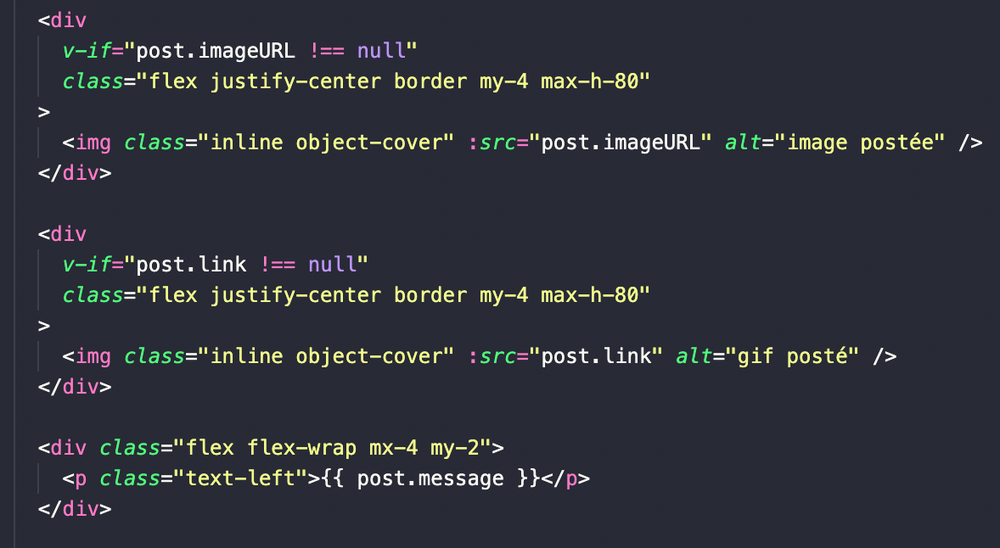 <div
v-if="post.imageURL !== null"
class="flex justify-center border my-4 max-h-80"
>
<img class="inline object-cover" :src="post.imageURL" alt="image postée" />
</div>
<div
v-if="post.link !== null"
class="flex justify-center border my-4 max-h-80"
>
<img class="inline object-cover" :src="post.link" alt="gif posté" />
</div>
<div class="flex flex-wrap mx-4 my-2">
<p class="text-left">{{ post.message }}</p>
</div>